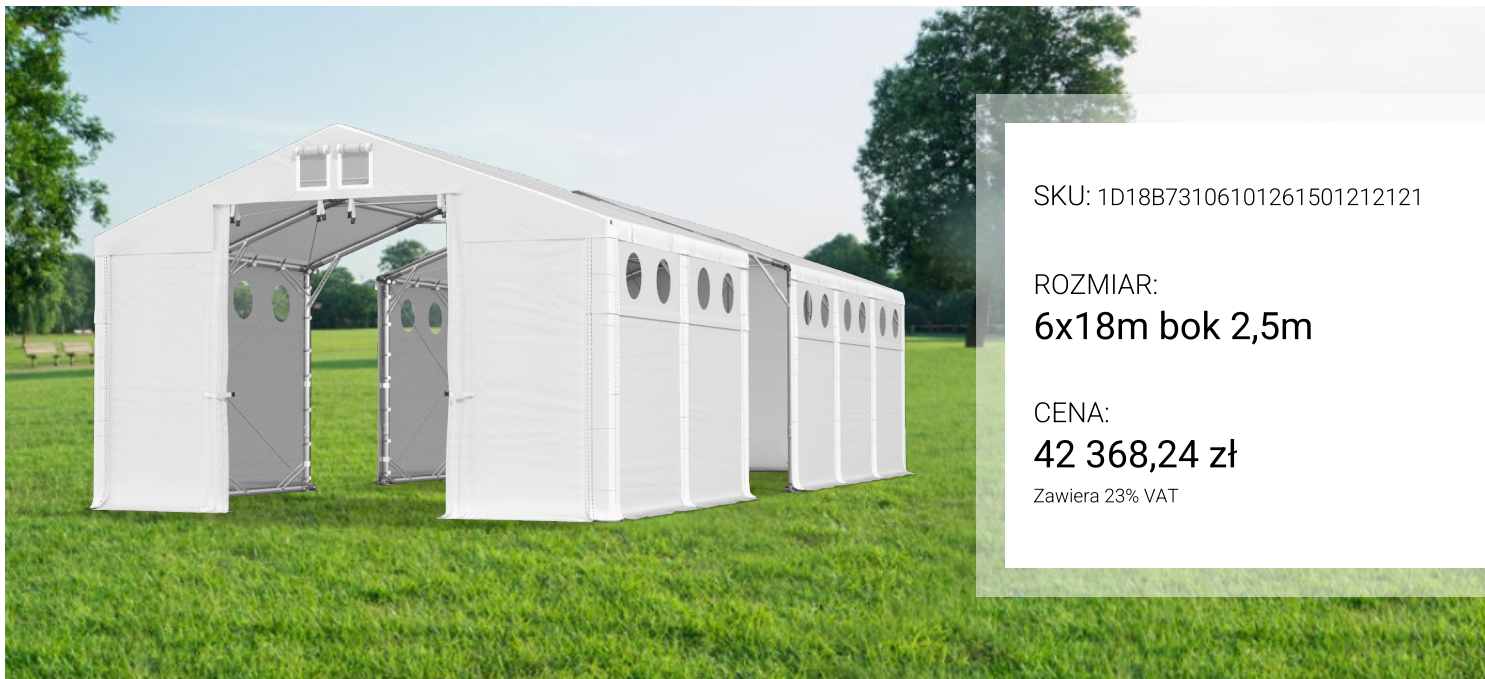 SKU: 1D18B73106101261501212121
ROZMIAR:
6x18m bok 2,5m
CENA:
42 368,24 zł
Zawiera 23% VAT